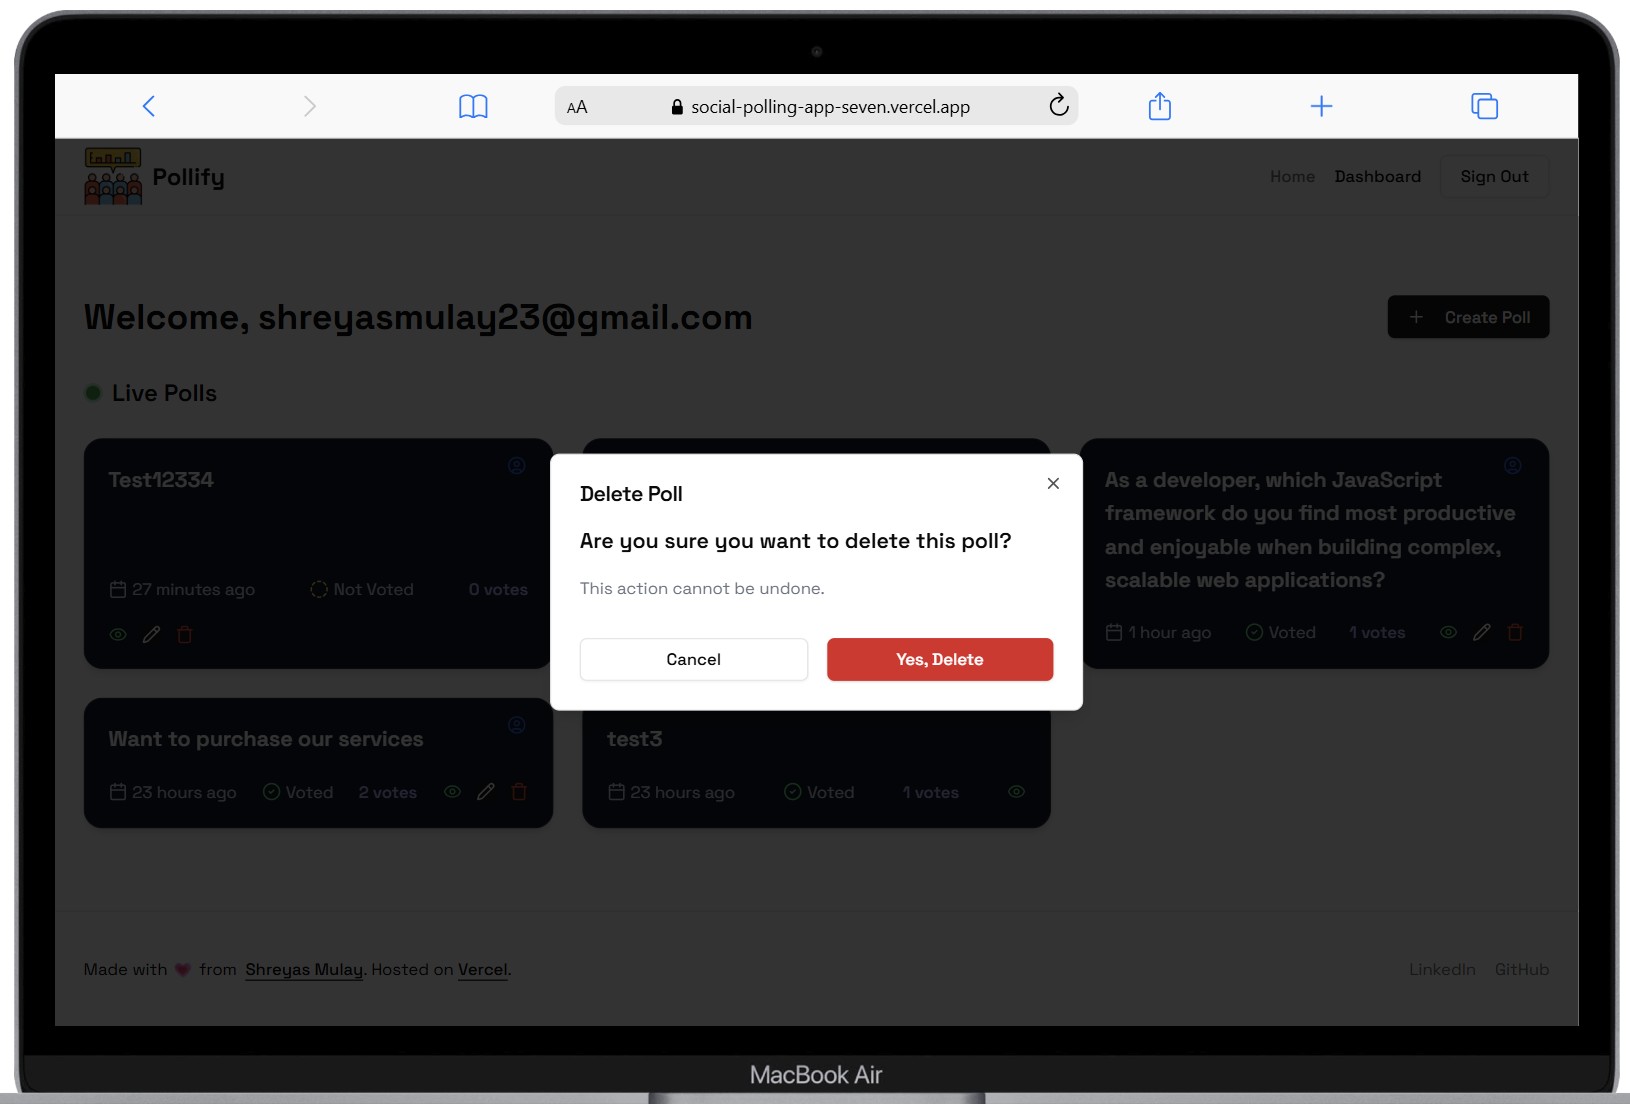 AA social-polling-app-seven.vercel.app
Pollify
Home Dashboard Sign Out
Welcome, shreyasmulay23@gmail.com
+ Create Poll
Live Polls
Test12334
27 minutes ago Not Voted 0 votes
Delete Poll
Are you sure you want to delete this poll?
This action cannot be undone.
Cancel Yes, Delete
As a developer, which JavaScript
framework do you find most productive
and enjoyable when building complex,
scalable web applications?
1 hour ago Voted 1 votes
Want to purchase our services
23 hours ago Voted 2 votes
test3
23 hours ago Voted 1 votes
Made with from Shreyas Mulay. Hosted on Vercel.
LinkedIn GitHub
MacBook Air